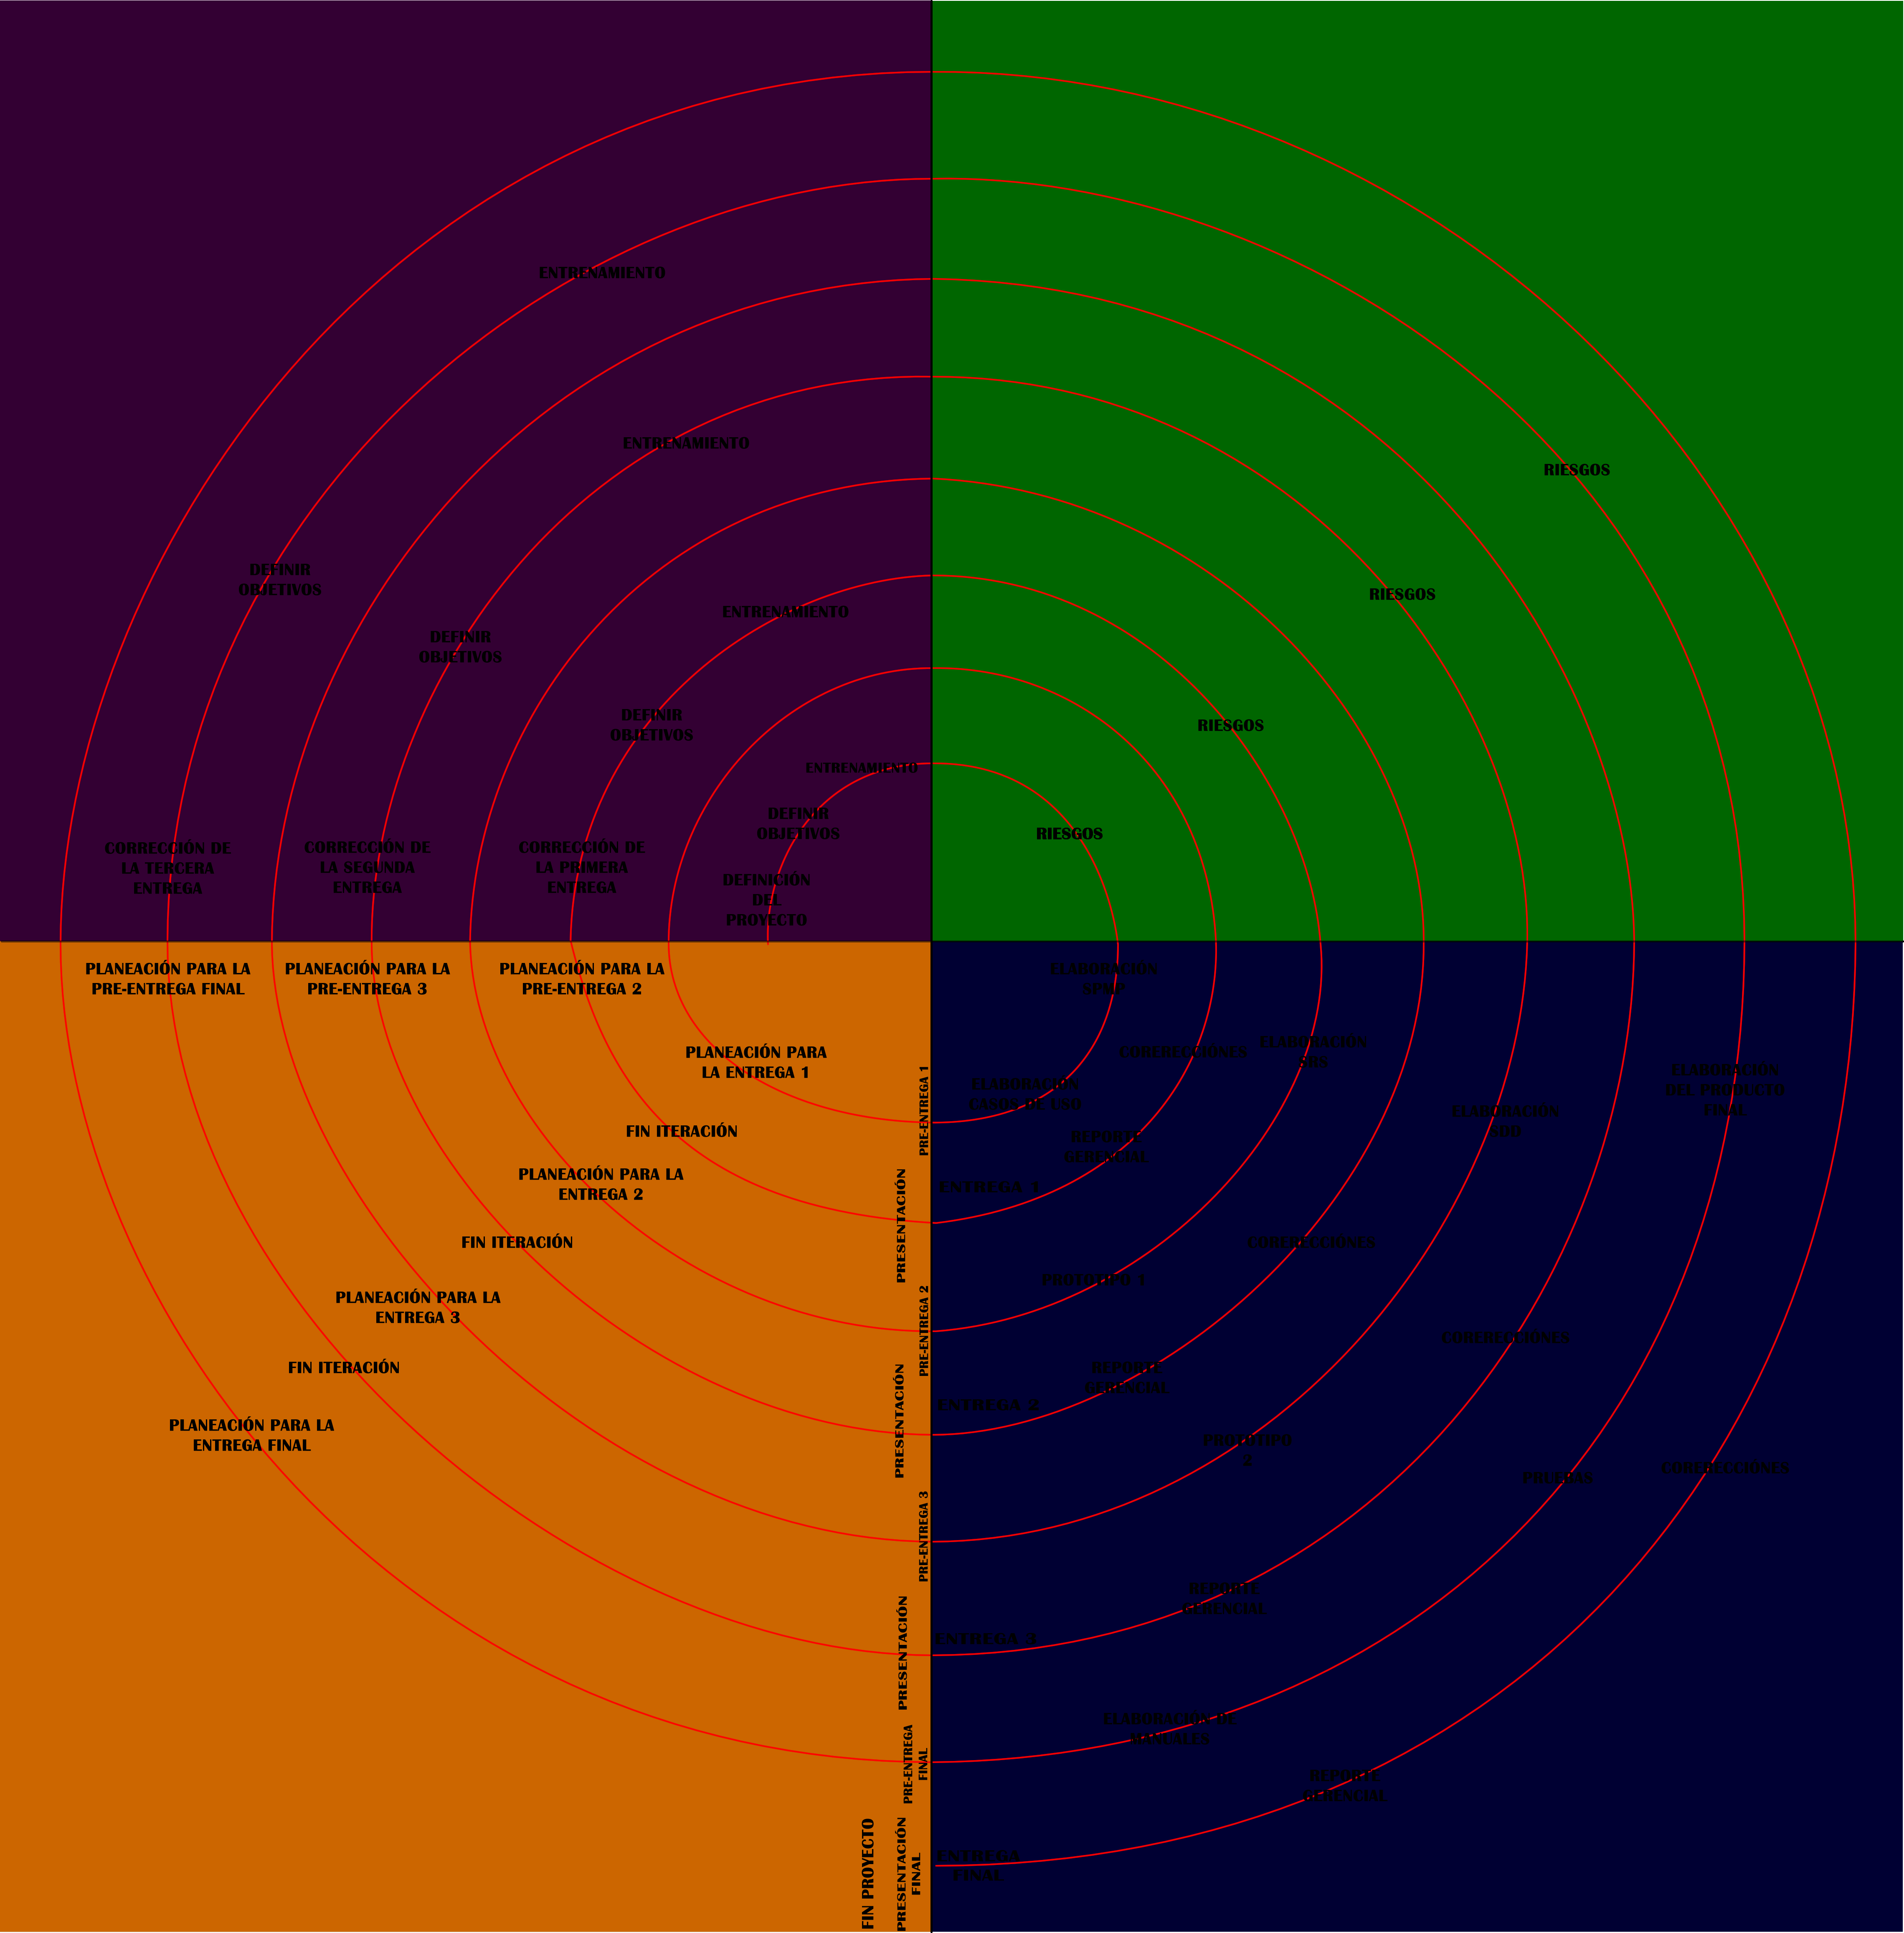 ENTRENAMIENTO
ENTRENAMIENTO
DEFINIR
OBJETIVOS
DEFINIR
OBJETIVOS
ENTRENAMIENTO
DEFINIR
OBJETIVOS
ENTRENAMIENTO
DEFINIR
OBJETIVOS
CORRECCIÓN DE
LA TERCERA
ENTREGA
CORRECCIÓN DE
LA SEGUNDA
ENTREGA
CORRECCIÓN DE
LA PRIMERA
ENTREGA
DEFINICIÓN
DEL
PROYECTO
RIESGOS
RIESGOS
RIESGOS
RIESGOS
PLANEACIÓN PARA LA
PRE-ENTREGA FINAL
PLANEACIÓN PARA LA
PRE-ENTREGA 3
PLANEACIÓN PARA LA
PRE-ENTREGA 2
PLANEACIÓN PARA
LA ENTREGA 1
FIN ITERACIÓN
PLANEACIÓN PARA LA
ENTREGA 2
FIN ITERACIÓN
PLANEACIÓN PARA LA
ENTREGA 3
FIN ITERACIÓN
PLANEACIÓN PARA LA
ENTREGA FINAL
PRE-ENTREGA 1
PRESENTACIÓN
PRE-ENTREGA 2
PRESENTACIÓN
PRE-ENTREGA 3
PRESENTACIÓN
PRE-ENTREGA
FINAL
FIN PROYECTO
PRESENTACIÓN
FINAL
ELABORACIÓN
ELABORACIÓN
CASOS DE USO
CORERECCIÓNES
ELABORACIÓN
SRS
REPORTE
GERENCIAL
ENTREGA 1
ELABORACIÓN
DEL PRODUCTO
FINAL
ELABORACIÓN
SDD
CORERECCIÓNES
PROTOTIPO 1
CORERECCIÓNES
REPORTE
GERENCIAL
ENTREGA 2
PROTOTIPO
2
PRUEBAS
CORERECCIÓNES
REPORTE
GERENCIAL
ENTREGA 3
ELABORACIÓN DE
MANUALES
REPORTE
GERENCIAL
ENTREGA
FINAL